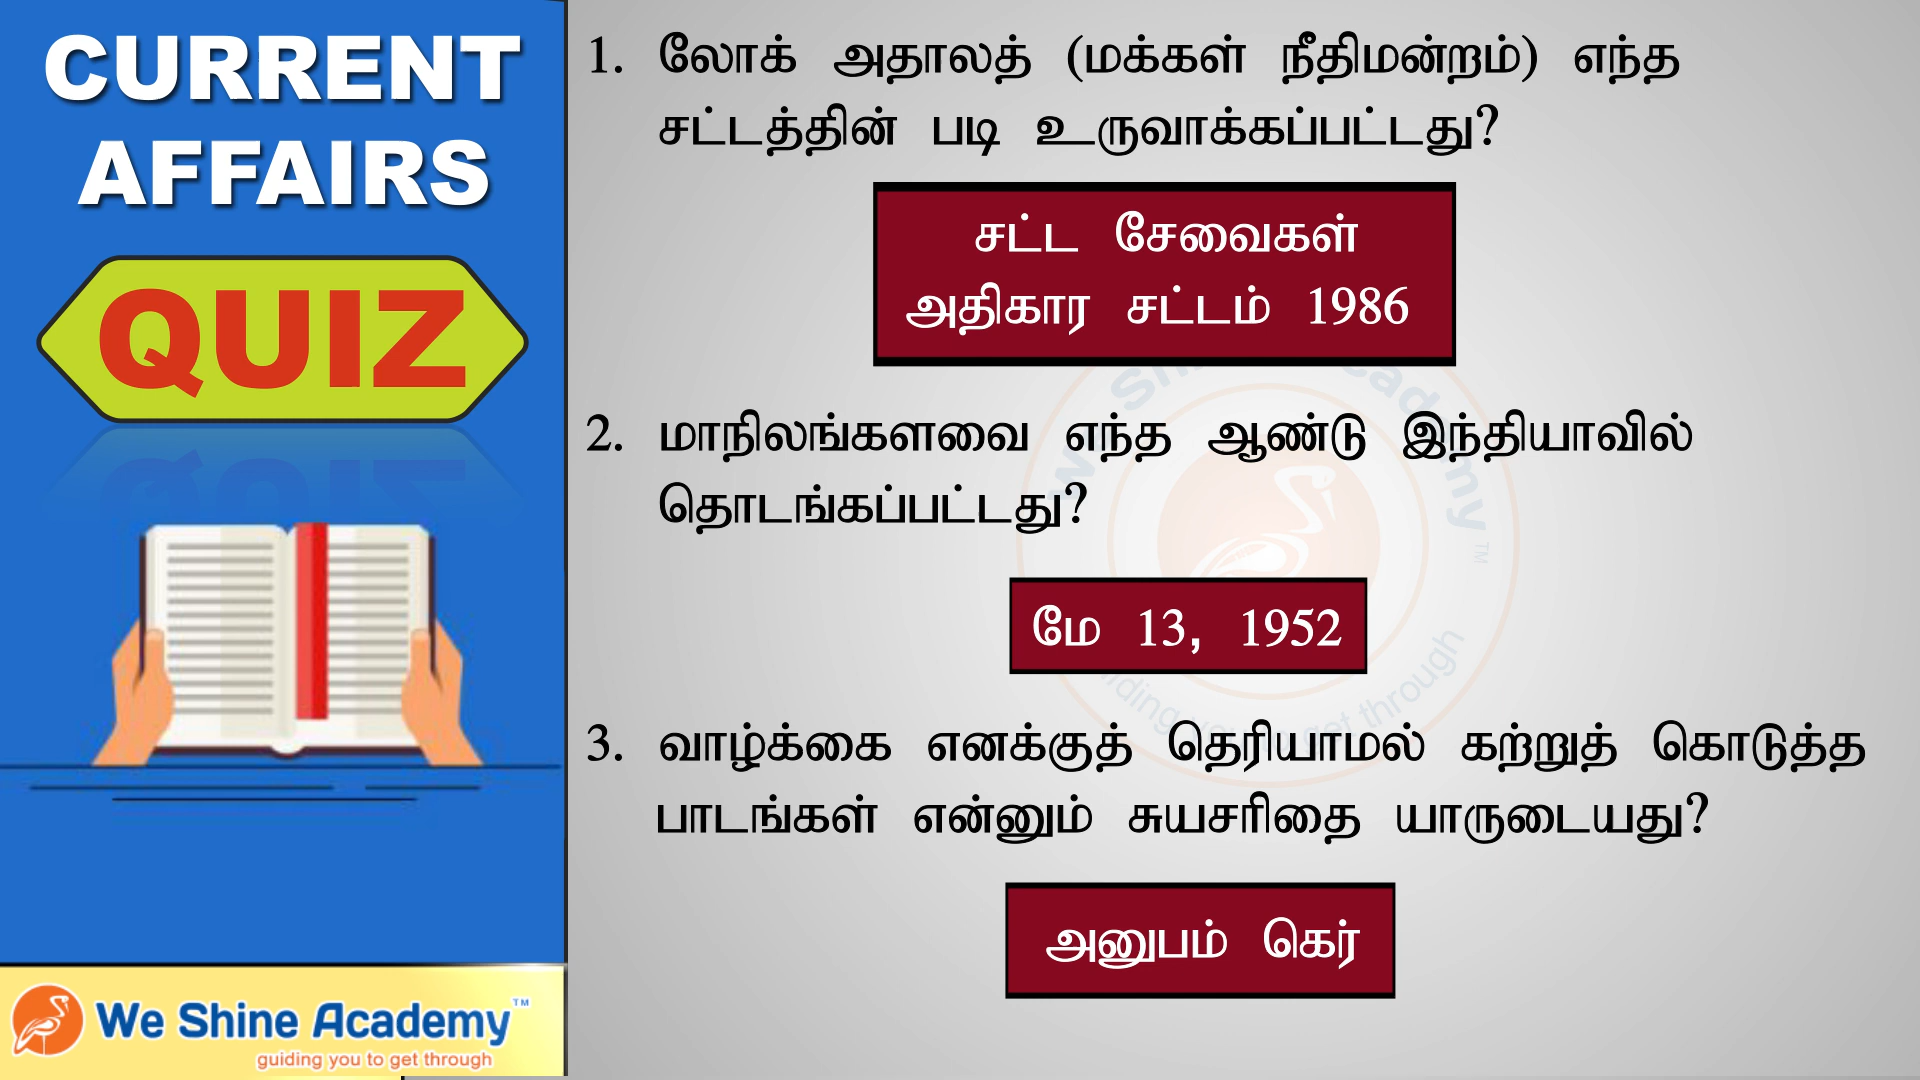 CURRENT
AFFAIRS
QUIZ
We Shine Academy™
guiding you to get through
1. லோக் அதாலத் (மக்கள் நீதிமன்றம்) எந்த
சட்டத்தின் படி உருவாக்கப்பட்டது?
சட்ட சேவைகள்
அதிகார சட்டம் 1986
2. மாநிலங்களவை எந்த ஆண்டு இந்தியாவில்
தொடங்கப்பட்டது?
மே 13, 1952
3. வாழ்க்கை எனக்குத் தெரியாமல் கற்றுத் கொடுத்த
பாடங்கள் என்னும் சுயசரிதை யாருடையது?
அனுபம் கெர்